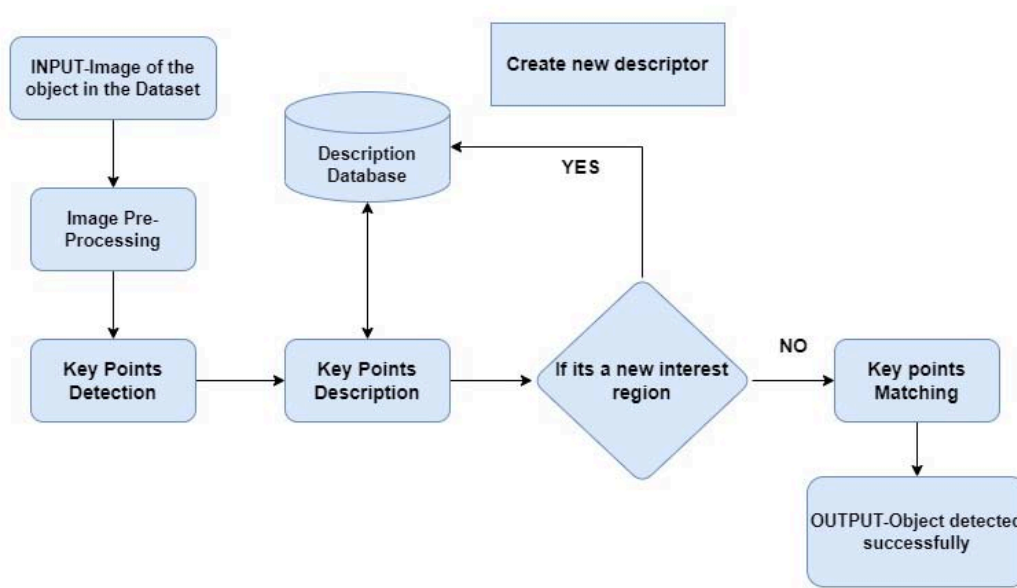 INPUT-Image of the
object in the Dataset
Create new descriptor
Description
Database
YES
Image Pre-
Processing
Key Points
Detection
Key Points
Description
If its a new interest
region
NO
Key points
Matching
OUTPUT-Object detected
successfully